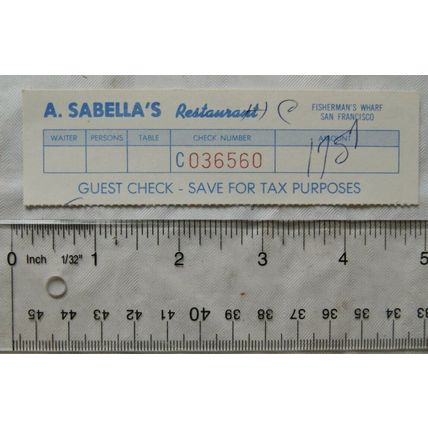 A. SABELLA'S Restaurant FISHERMAN'S WHARF
SAN FRANCISCO
WAITER PERSONS TABLE CHECK NUMBER AMOUNT
C036560
GUEST CHECK - SAVE FOR TAX PURPOSES
0 Inch 1/32" 1 2 3 4 5
45 44 43 42 41 40 39 38 37 36 35 34 33